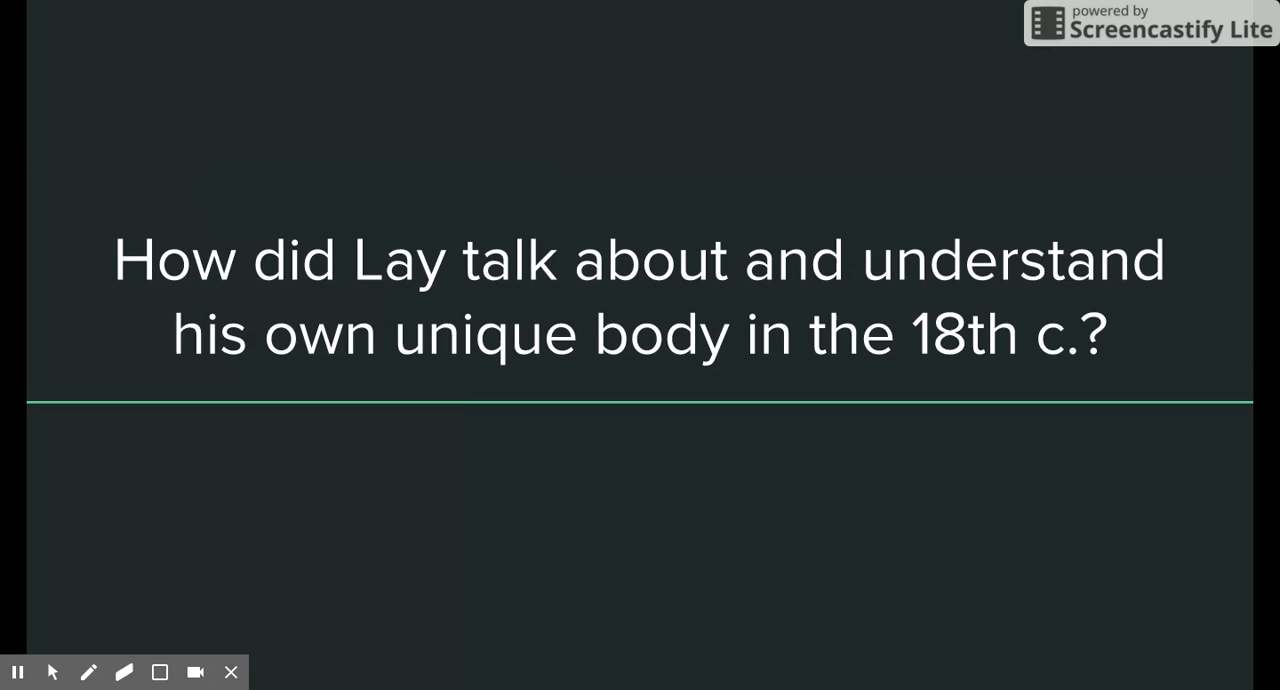 powered by
Screencastify Lite
How did Lay talk about and understand
his own unique body in the 18th c.?